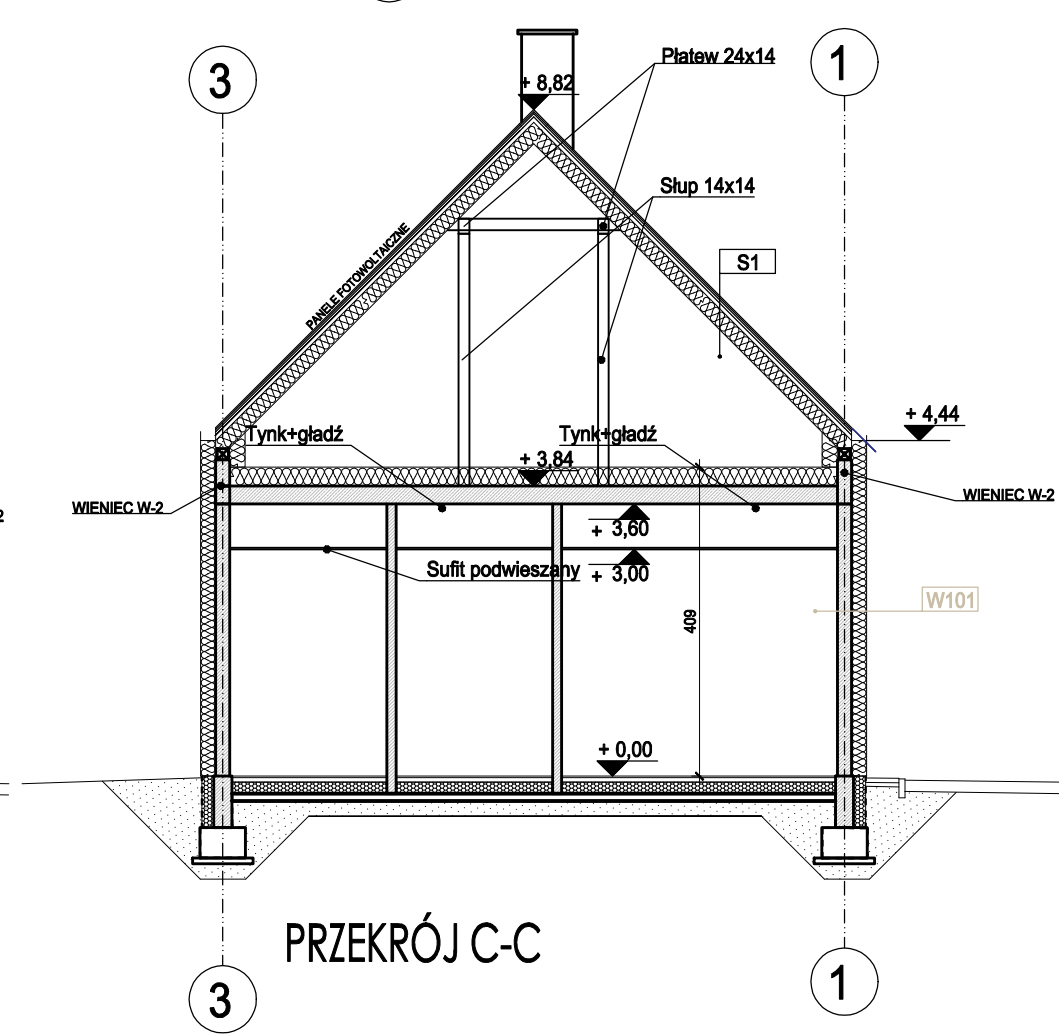 3
1
Płatew 24x14
+ 8,82
Słup 14x14
PANELE FOTOWOLTAICZNE
S1
+ 4,44
Tynk+gładź
Tynk+gładź
+ 3,84
WIENIEC W-2
WIENIEC W-2
2
+ 3,60
Sufit podwieszany
+ 3,00
W101
409
+ 0,00
PRZEKRÓJ C-C
3
1